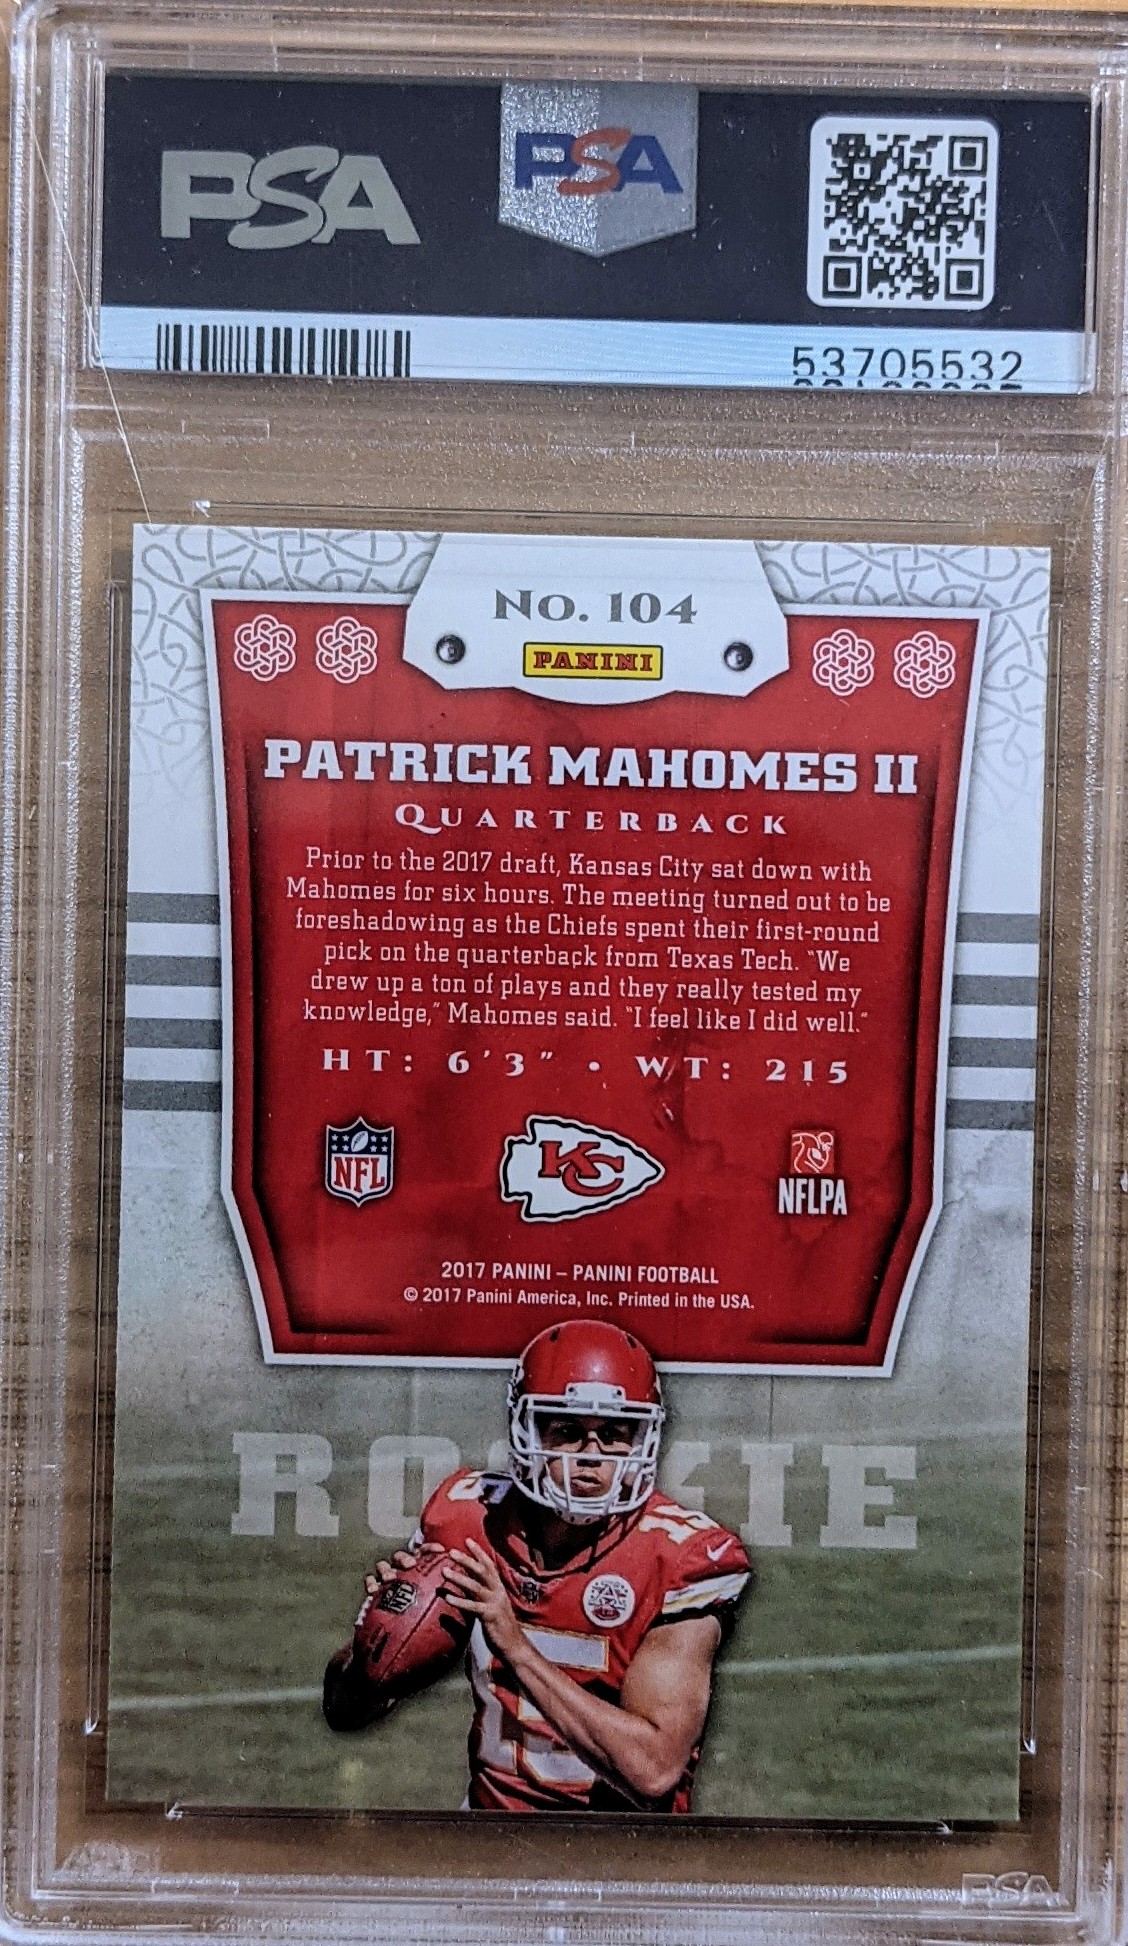 PSA
PSA
53705532
No. 104
PANINI
PATRICK MAHOMES II
QUARTERBACK
Prior to the 2017 draft, Kansas City sat down with
Mahomes for six hours. The meeting turned out to be
foreshadowing as the Chiefs spent their first-round
pick on the quarterback from Texas Tech. "We
drew up a ton of plays and they really tested my
knowledge," Mahomes said. "I feel like I did well."
HT: 6'3" • WT: 215
NFL
KC
NFLPA
2017 PANINI – PANINI FOOTBALL
© 2017 Panini America, Inc. Printed in the USA.
15
NFL
15
PSA